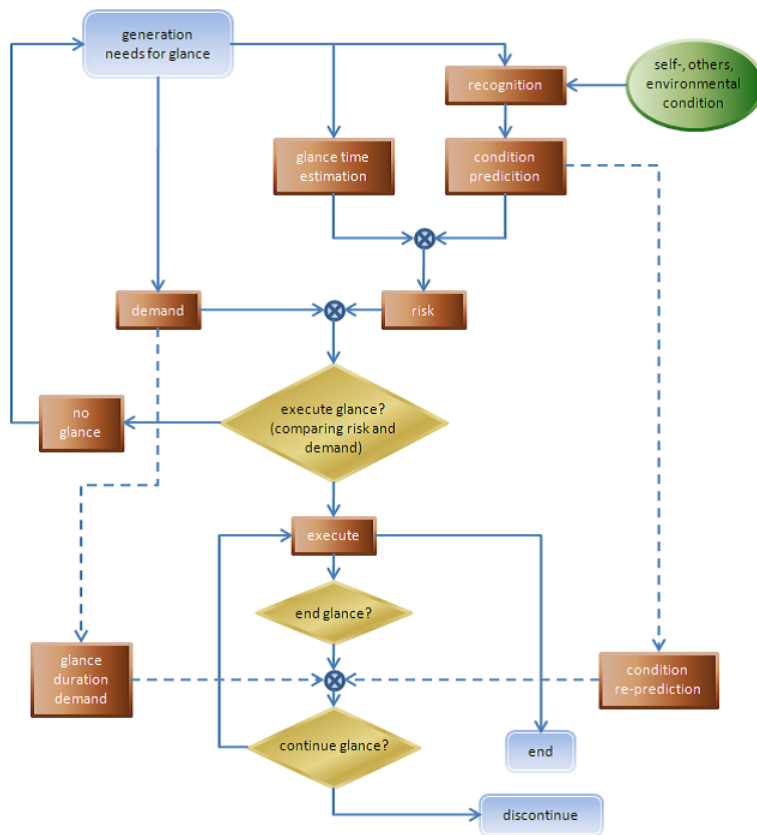 generation
needs for glance
self-, others,
environmental
condition
recognition
glance time
estimation
condition
predicition
demand
risk
no
glance
execute glance?
(comparing risk and
demand)
execute
end glance?
glance
duration
demand
condition
re-prediction
continue glance?
end
discontinue